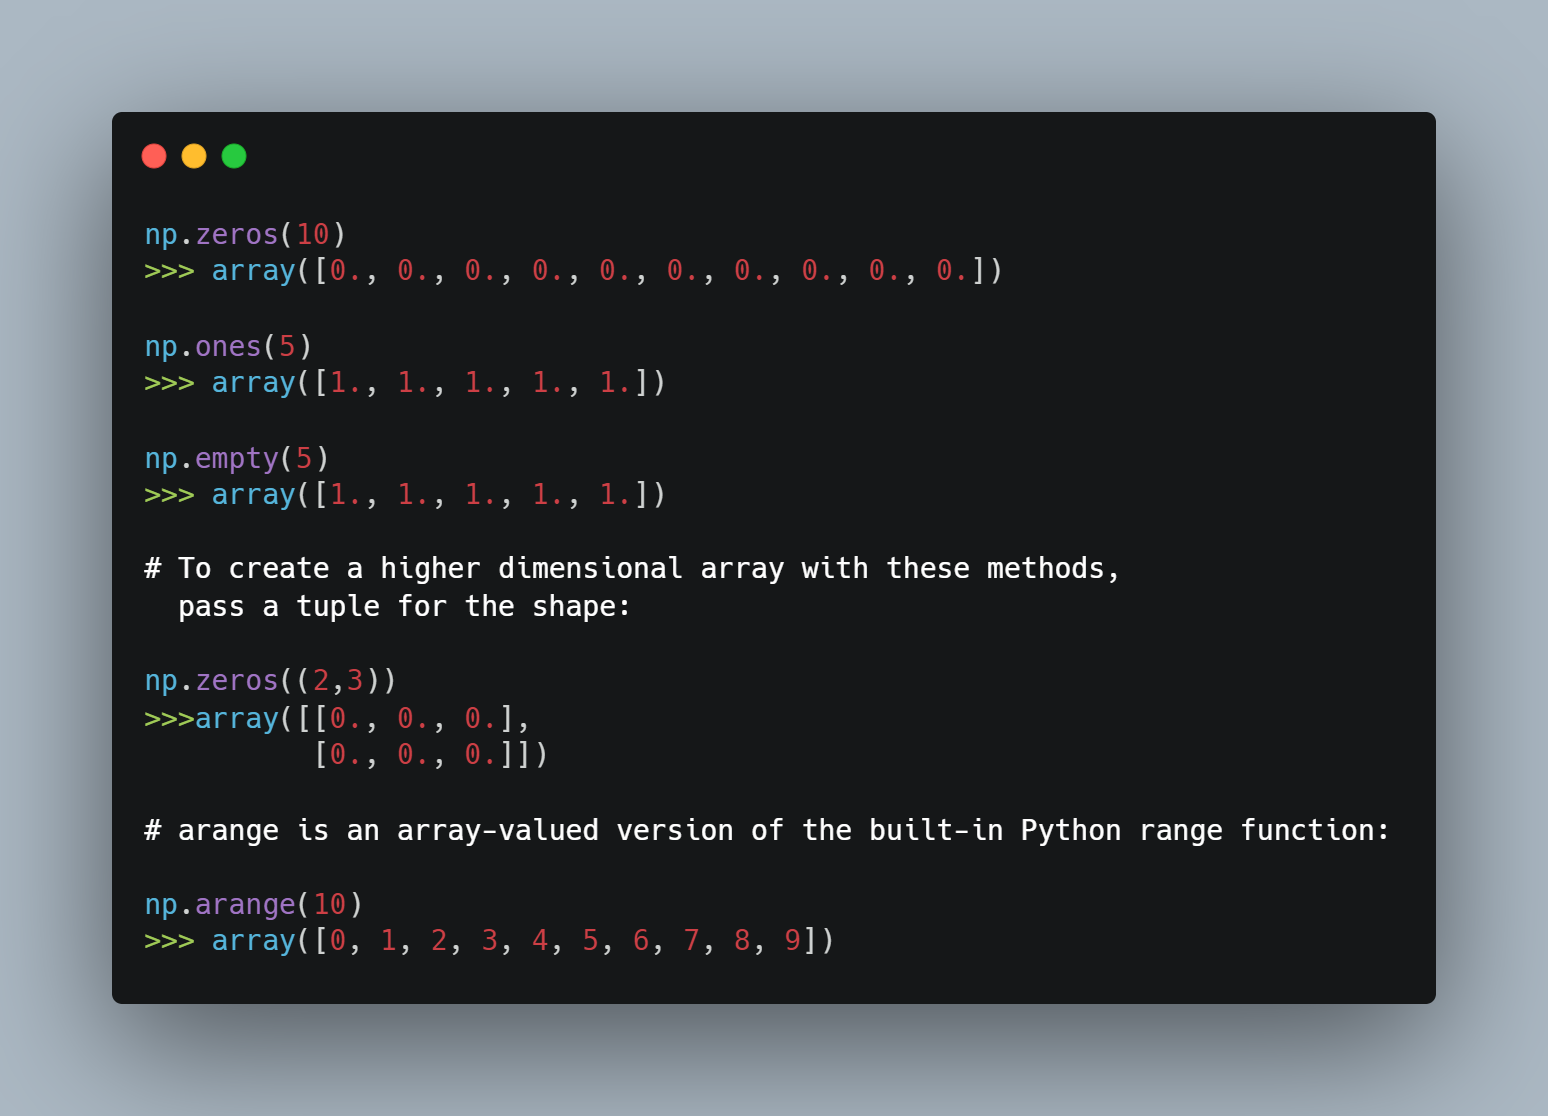 np.zeros(10)
>>> array([0., 0., 0., 0., 0., 0., 0., 0., 0., 0.])
np.ones(5)
>>> array([1., 1., 1., 1., 1.])
np.empty(5)
>>> array([1., 1., 1., 1., 1.])
# To create a higher dimensional array with these methods,
  pass a tuple for the shape:
np.zeros((2,3))
>>>array([[0., 0., 0.],
          [0., 0., 0.]])
# arange is an array-valued version of the built-in Python range function:
np.arange(10)
>>> array([0, 1, 2, 3, 4, 5, 6, 7, 8, 9])